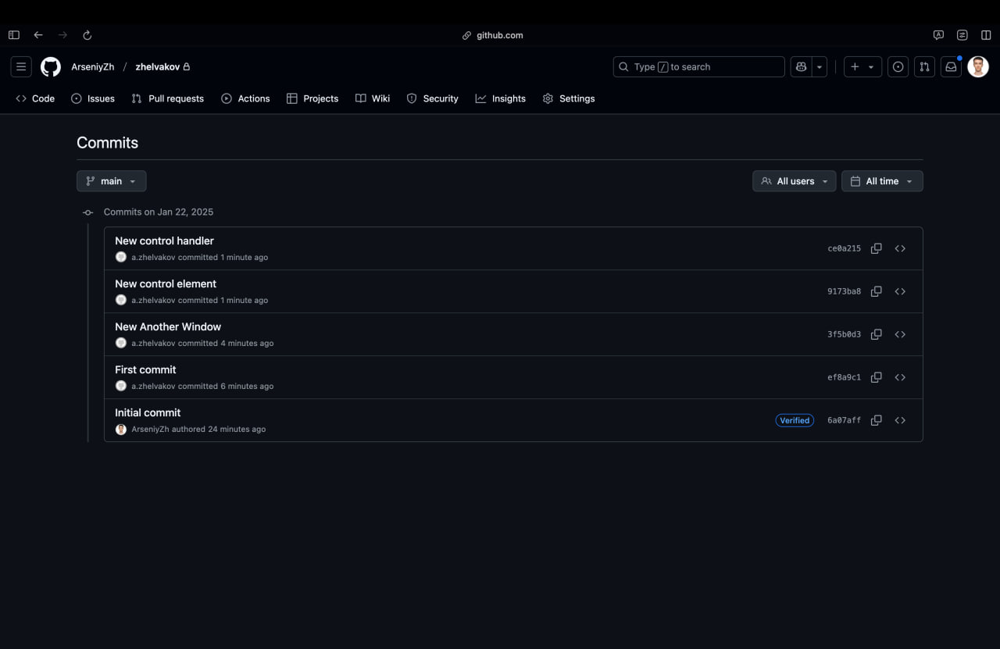 github.com
ArseniyZh / zhelvakov
Type / to search
Code Issues Pull requests Actions Projects Wiki Security Insights Settings
Commits
main All users All time
Commits on Jan 22, 2025
New control handler
a.zhelvakov committed 1 minute ago
ce0a215
New control element
a.zhelvakov committed 1 minute ago
9173ba8
New Another Window
a.zhelvakov committed 4 minutes ago
3f5b0d3
First commit
a.zhelvakov committed 6 minutes ago
ef8a9c1
Initial commit
ArseniyZh authored 24 minutes ago
Verified 6a07aff